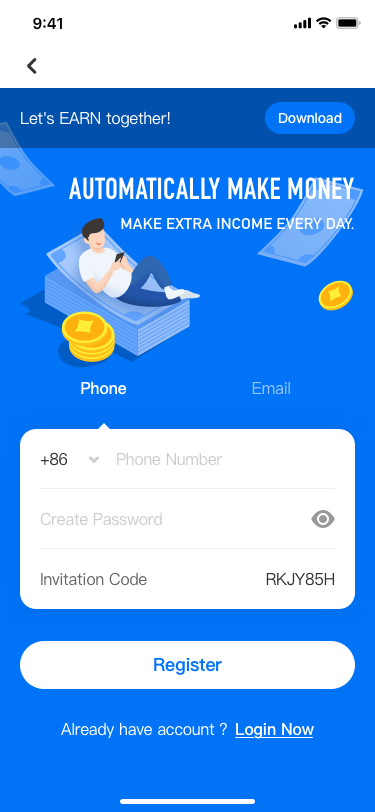 9:41
Let's EARN together!
Download
AUTOMATICALLY MAKE MONEY
MAKE EXTRA INCOME EVERY DAY.
Phone
Email
+86
Phone Number
Create Password
Invitation Code
RKJY85H
Register
Already have account ? Login Now